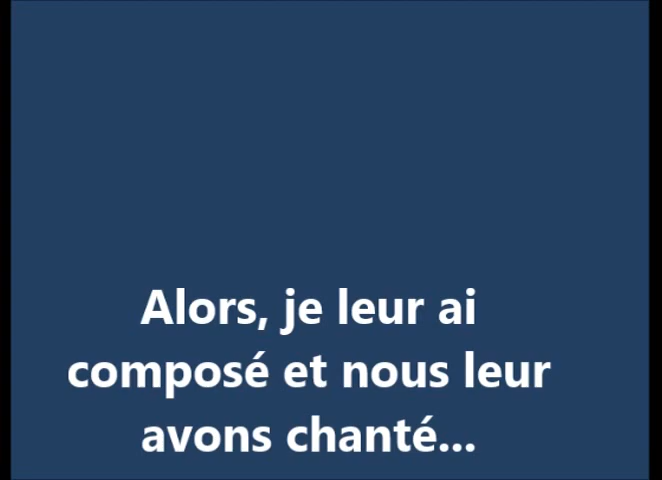 Alors, je leur ai
composé et nous leur
avons chanté...